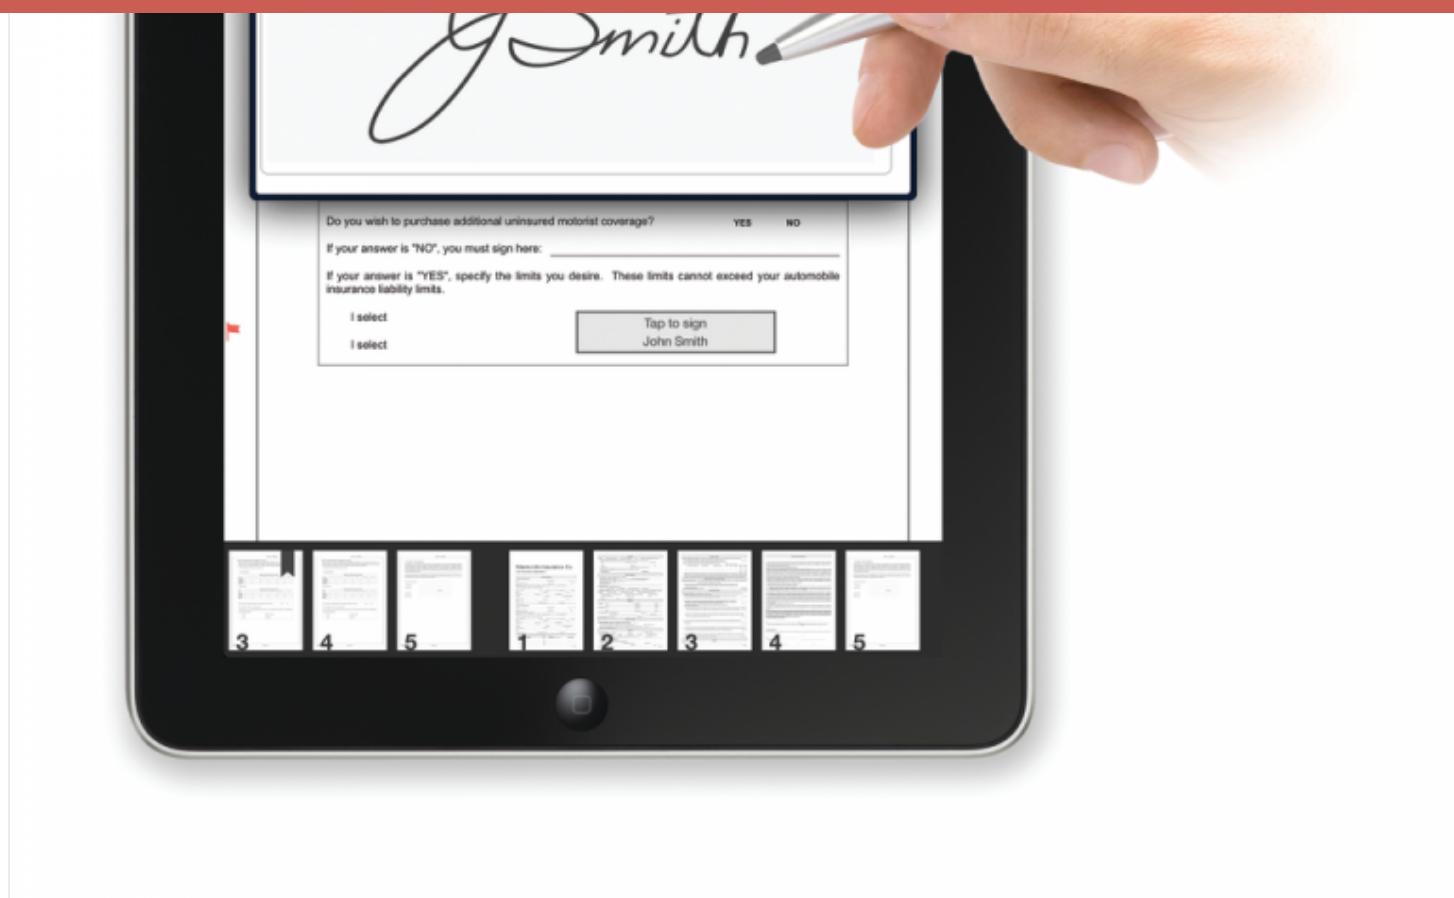 J Smith
Do you wish to purchase additional uninsured motorist coverage? YES NO
If your answer is "NO", you must sign here:
If your answer is "YES", specify the limits you desire. These limits cannot exceed your automobile
insurance liability limits.
I select
Tap to sign
John Smith
I select
3 4 5 1 2 3 4 5